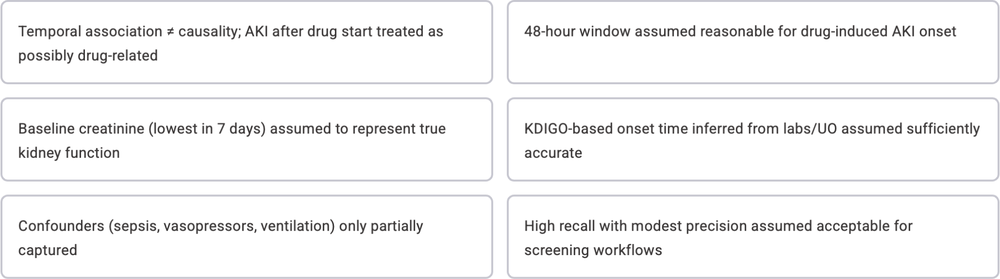 Temporal association ≠ causality; AKI after drug start treated as
possibly drug-related
48-hour window assumed reasonable for drug-induced AKI onset
Baseline creatinine (lowest in 7 days) assumed to represent true
kidney function
KDIGO-based onset time inferred from labs/UO assumed sufficiently
accurate
Confounders (sepsis, vasopressors, ventilation) only partially
captured
High recall with modest precision assumed acceptable for
screening workflows